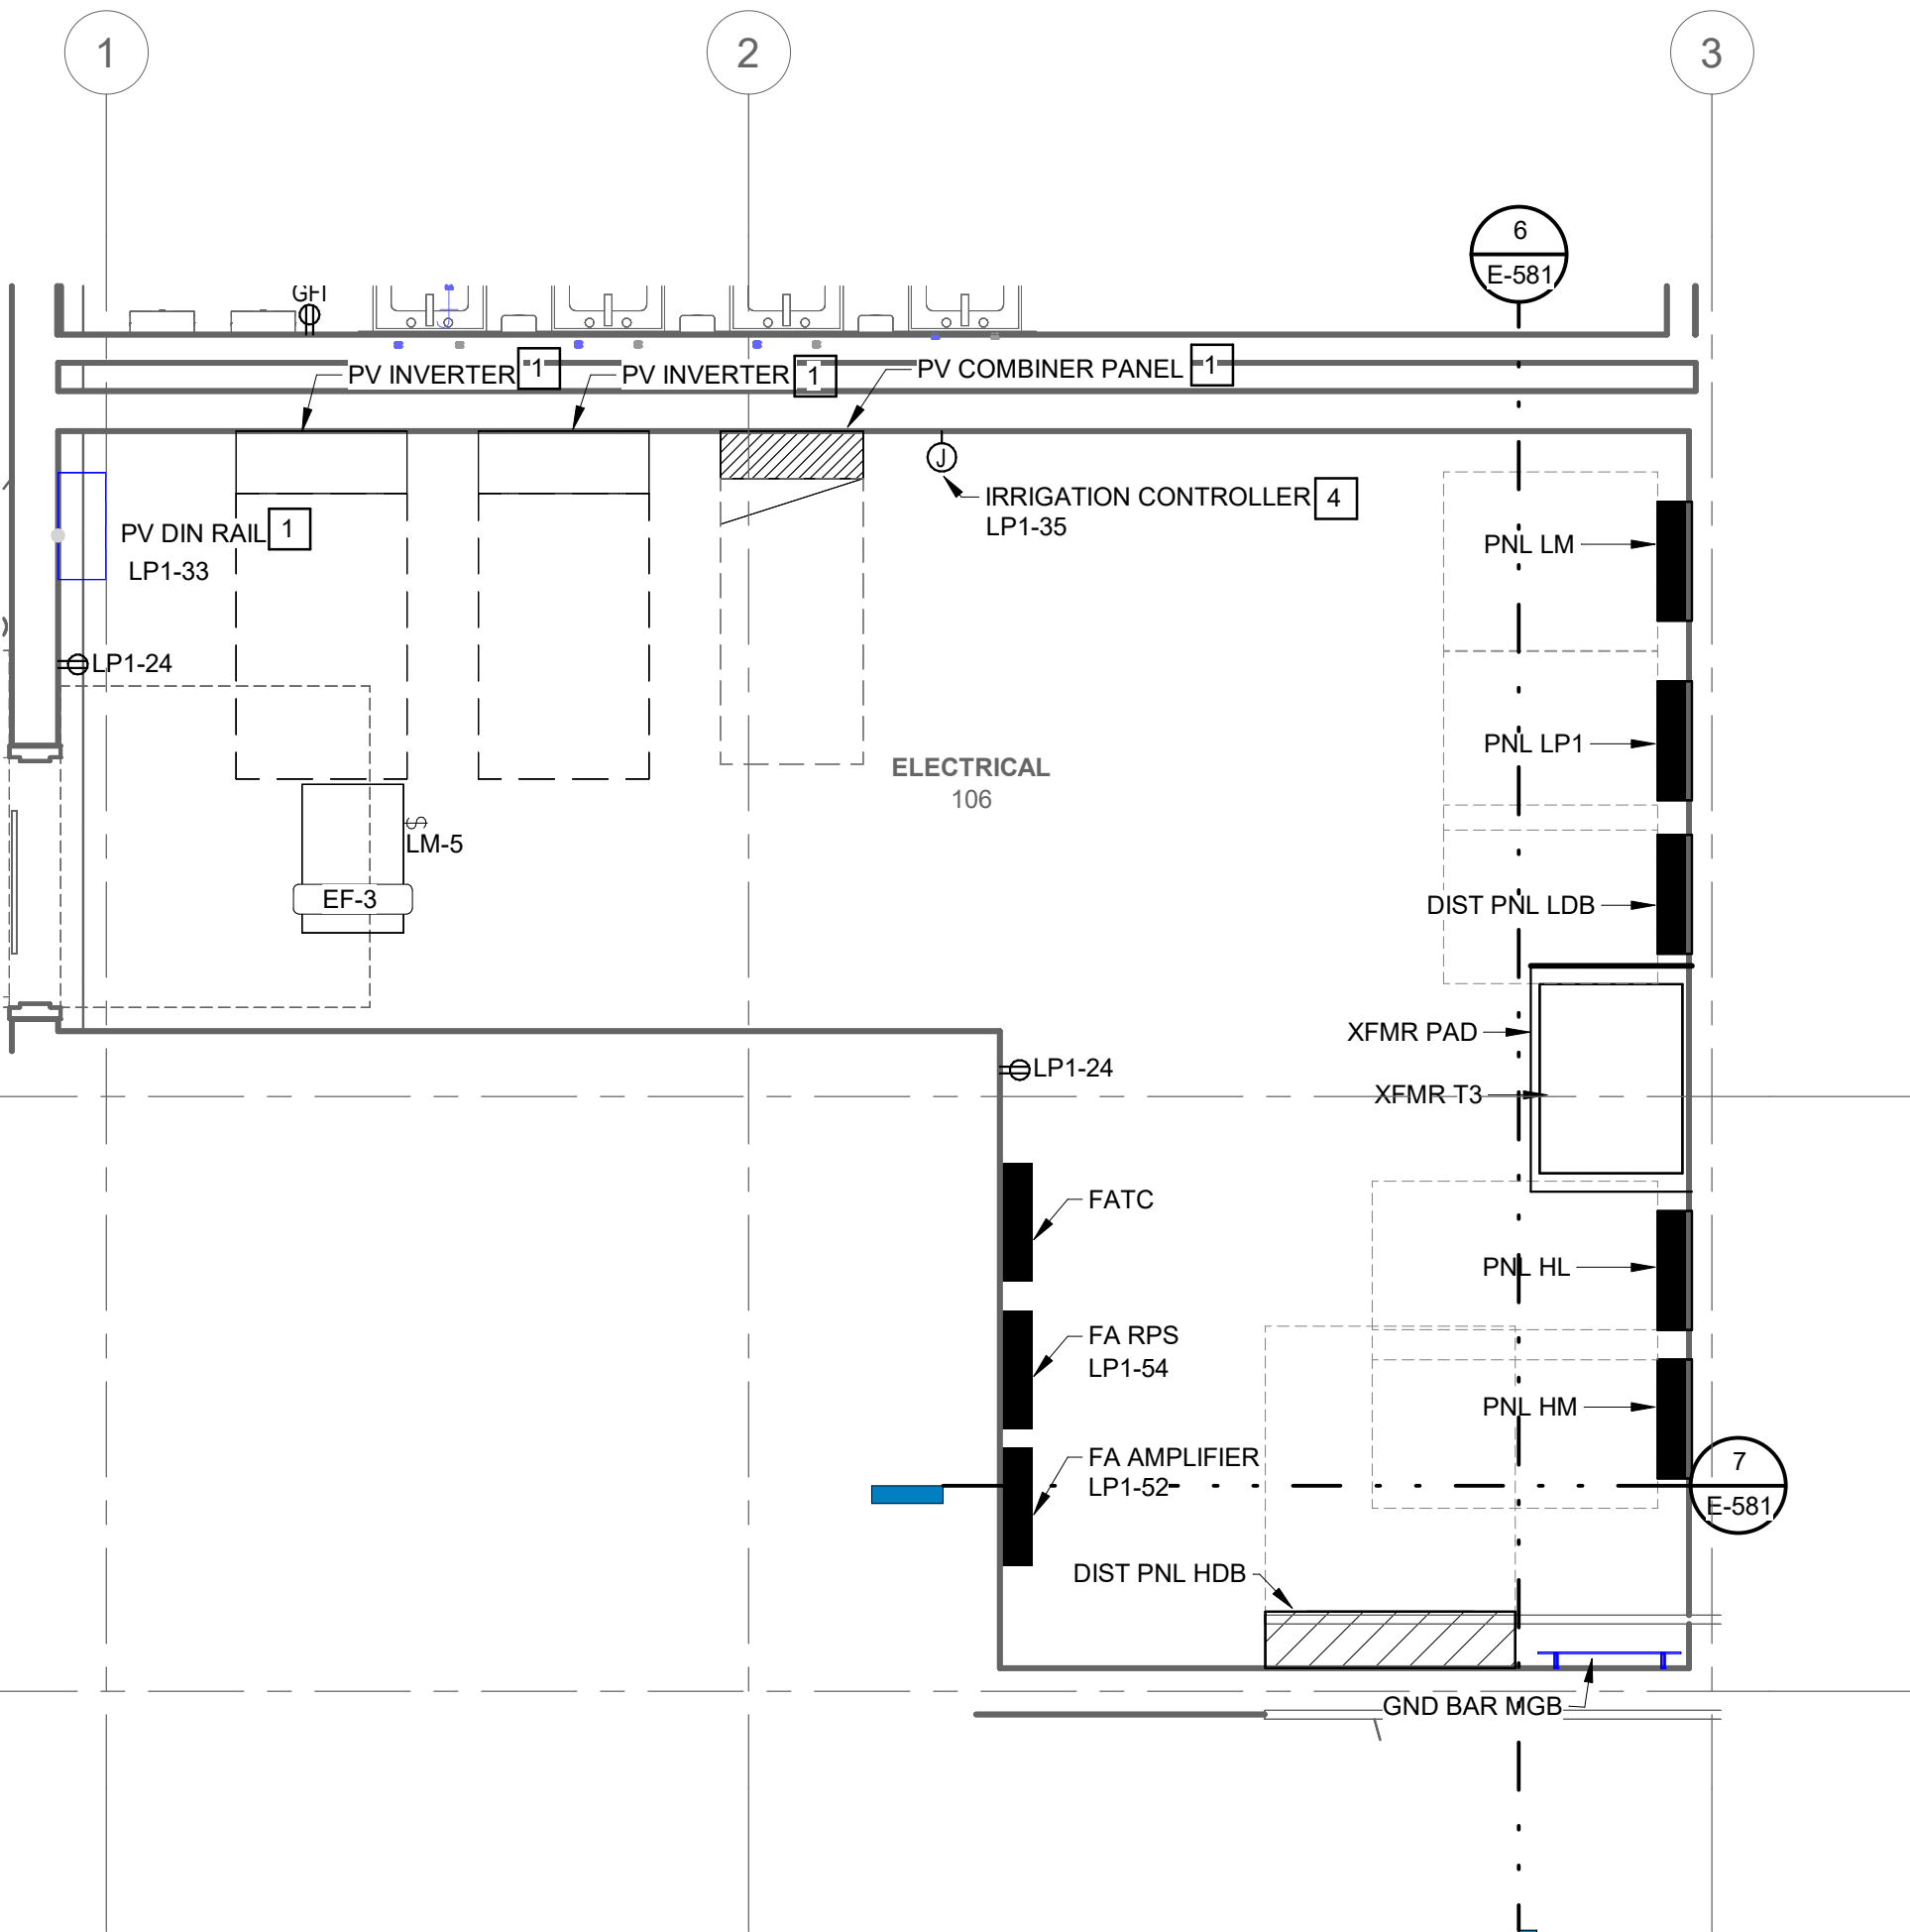 1
2
3
6
E-581
GFI
PV INVERTER 1
PV INVERTER 1
PV COMBINER PANEL 1
J
IRRIGATION CONTROLLER 4
LP1-35
PV DIN RAIL 1
LP1-33
PNL LM
LP1-24
PNL LP1
ELECTRICAL
106
$
LM-5
EF-3
DIST PNL LDB
XFMR PAD
LP1-24
XFMR T3
FATC
PNL HL
FA RPS
LP1-54
PNL HM
FA AMPLIFIER
LP1-52
7
E-581
DIST PNL HDB
GND BAR MGB